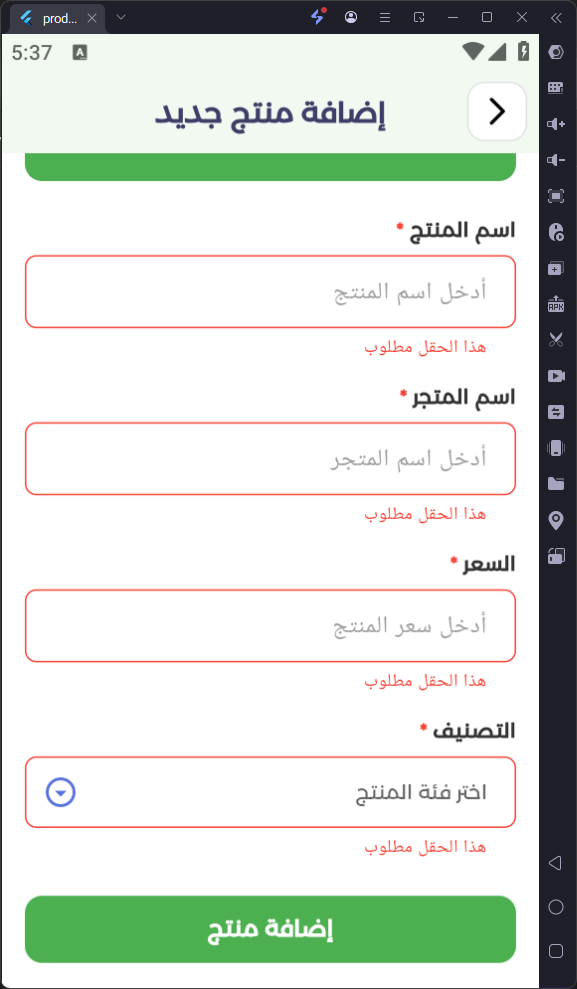 prod...
5:37
A
إضافة منتج جديد
اسم المنتج *
أدخل اسم المنتج
هذا الحقل مطلوب
اسم المتجر *
أدخل اسم المتجر
هذا الحقل مطلوب
السعر *
أدخل سعر المنتج
هذا الحقل مطلوب
التصنيف *
اختر فئة المنتج
هذا الحقل مطلوب
إضافة منتج
APK